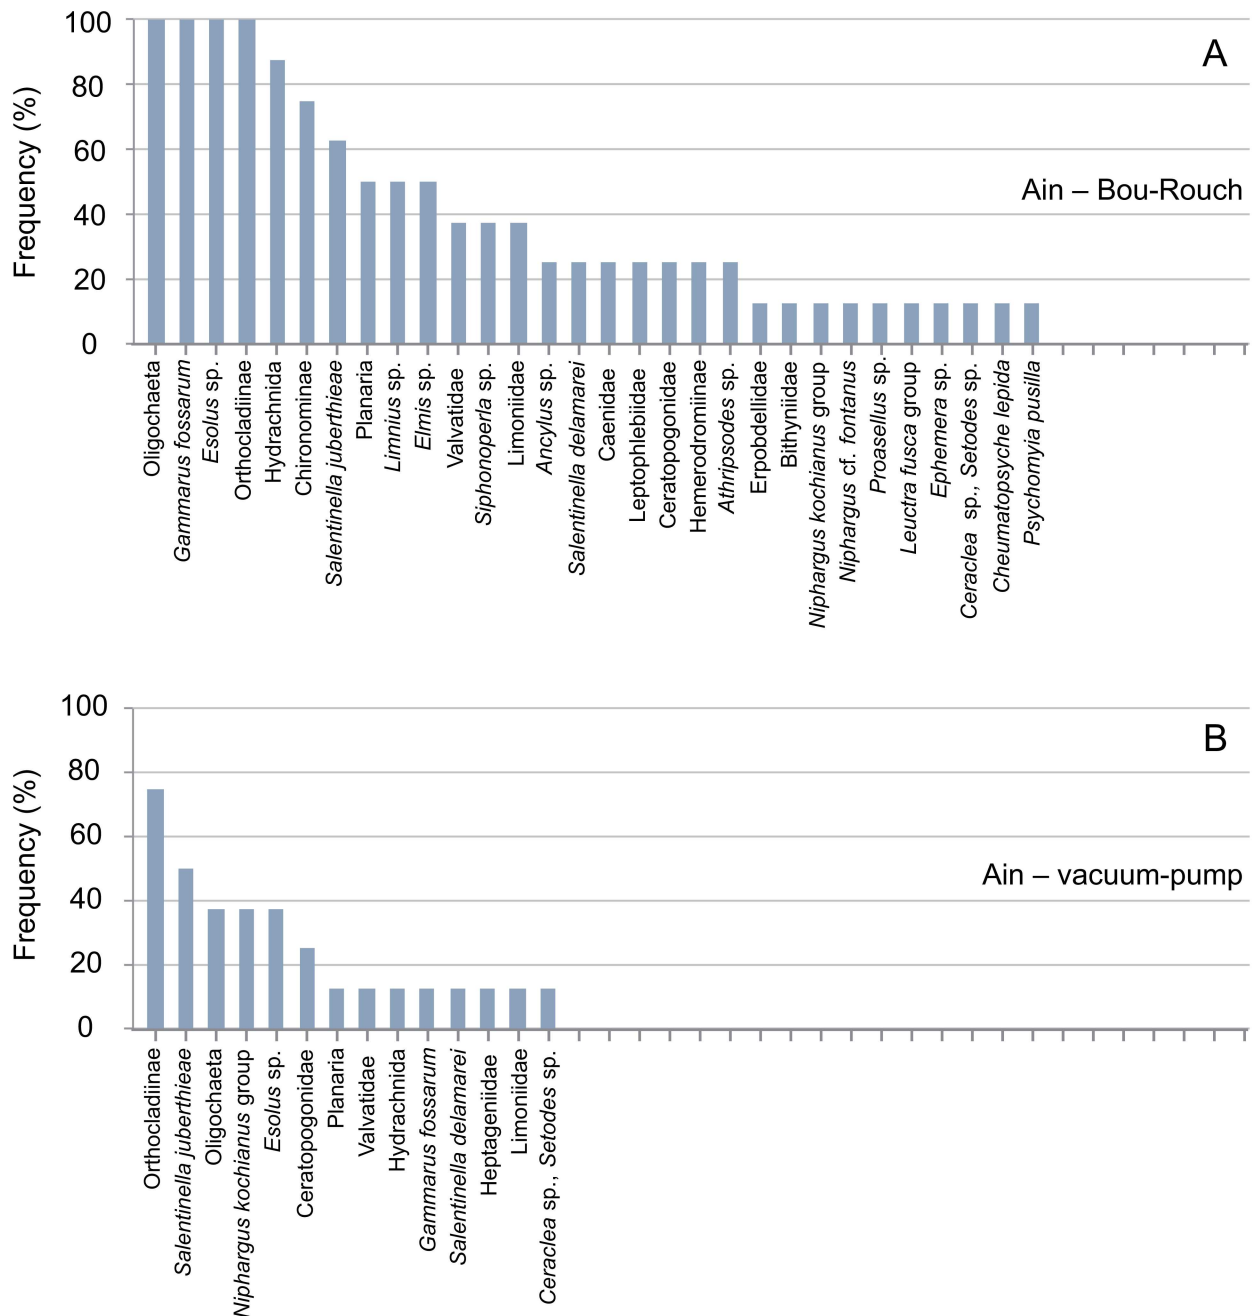 100
80
60
40
20
0
Frequency (%)
A
Ain – Bou-Rouch
Oligochaeta
Gammarus fossarum
Esolus sp.
Orthocladiinae
Hydrachnida
Chironominae
Salentinella juberthieae
Planaria
Limnius sp.
Elmis sp.
Valvatidae
Siphonoperla sp.
Limoniidae
Ancylus sp.
Salentinella delamarei
Caenidae
Leptophlebiidae
Ceratopogonidae
Hemerodromiinae
Athripsodes sp.
Erpobdellidae
Bithyniidae
Niphargus kochianus group
Niphargus cf. fontanus
Proasellus sp.
Leuctra fusca group
Ephemera sp.
Ceraclea sp., Setodes sp.
Cheumatopsyche lepida
Psychomyia pusilla
100
80
60
40
20
0
Frequency (%)
B
Ain – vacuum-pump
Orthocladiinae
Salentinella juberthieae
Oligochaeta
Niphargus kochianus group
Esolus sp.
Ceratopogonidae
Planaria
Valvatidae
Hydrachnida
Gammarus fossarum
Salentinella delamarei
Heptageniidae
Limoniidae
Ceraclea sp., Setodes sp.